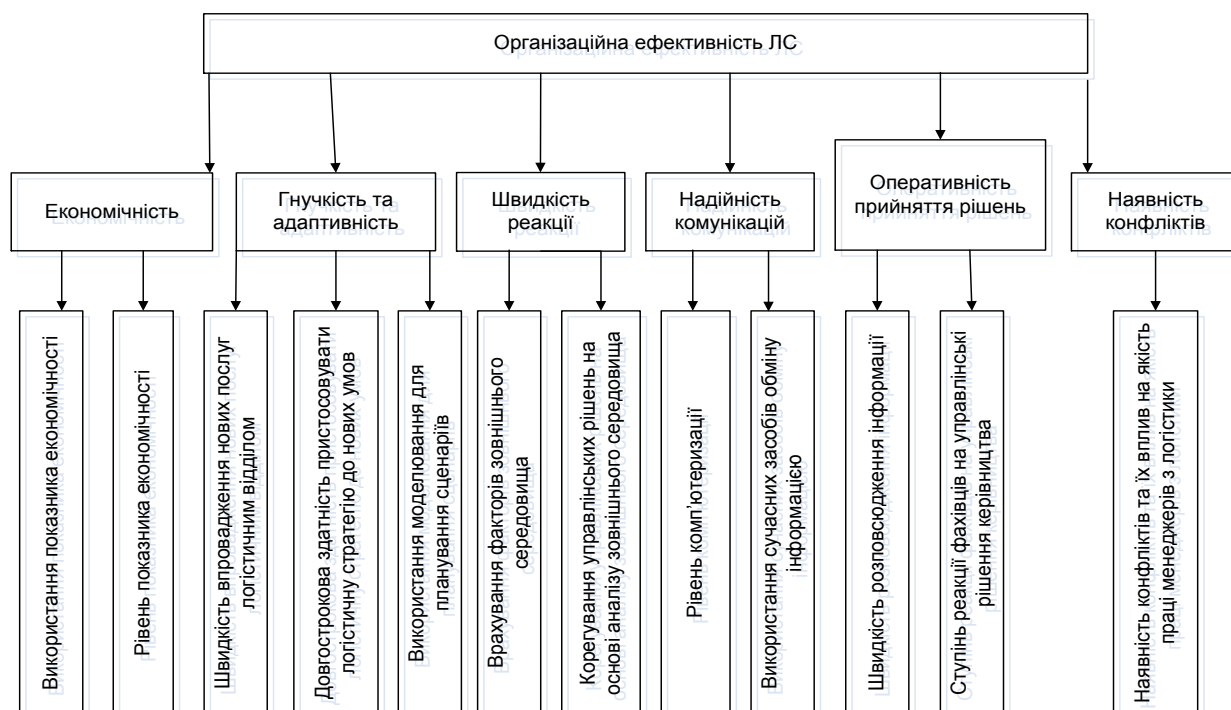 Організаційна ефективність ЛС
Економічність
Гнучкість та
адаптивність
Швидкість
реакції
Надійність
комунікацій
Оперативність
прийняття рішень
Наявність
конфліктів
Використання показника економічності
Рівень показника економічності
Швидкість впровадження нових послуг
логістичним відділом
Довгострокова здатність пристосовувати
логістичну стратегію до нових умов
Використання моделювання для
планування сценаріїв
Врахування факторів зовнішнього
середовища
Корегування управлінських рішень на
основі аналізу зовнішнього середовища
Рівень комп'ютеризації
Використання сучасних засобів обміну
інформацією
Швидкість розповсюдження інформації
Ступінь реакції фахівців на управлінські
рішення керівництва
Наявність конфліктів та їх вплив на якість
праці менеджерів з логістики